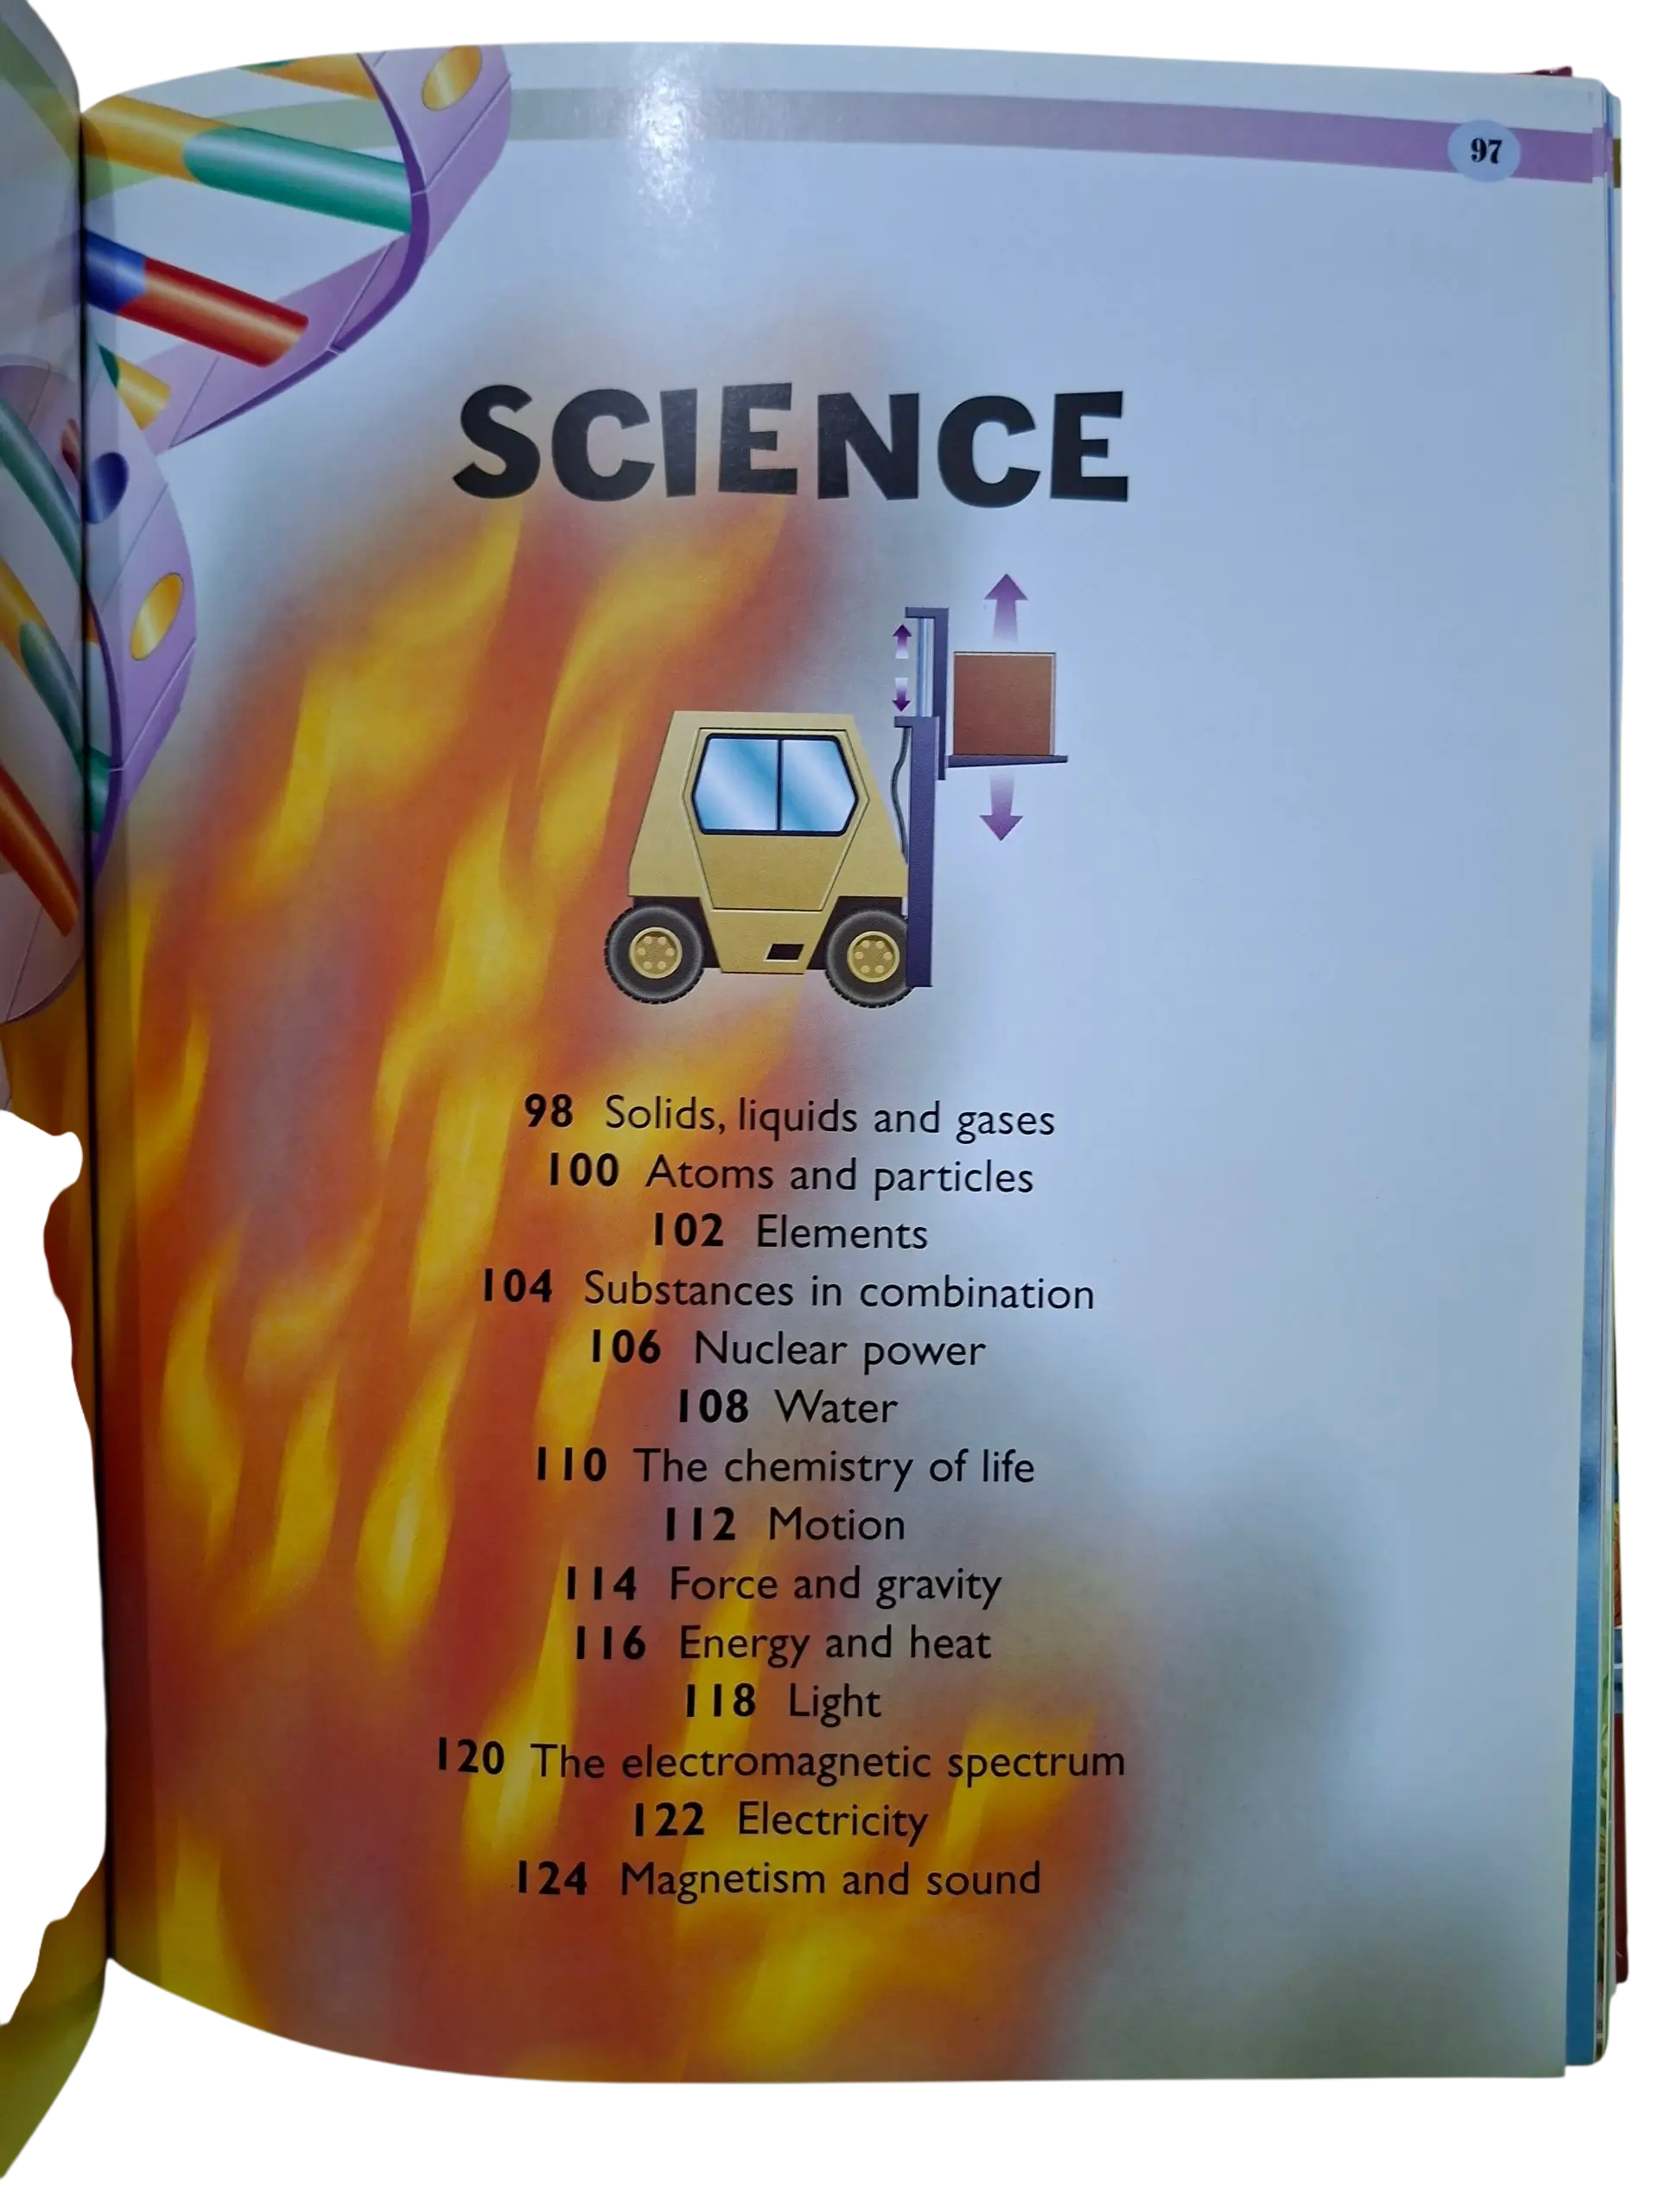 97
SCIENCE
98 Solids, liquids and gases
100 Atoms and particles
102 Elements
104 Substances in combination
106 Nuclear power
108 Water
110 The chemistry of life
112 Motion
114 Force and gravity
116 Energy and heat
118 Light
120 The electromagnetic spectrum
122 Electricity
124 Magnetism and sound